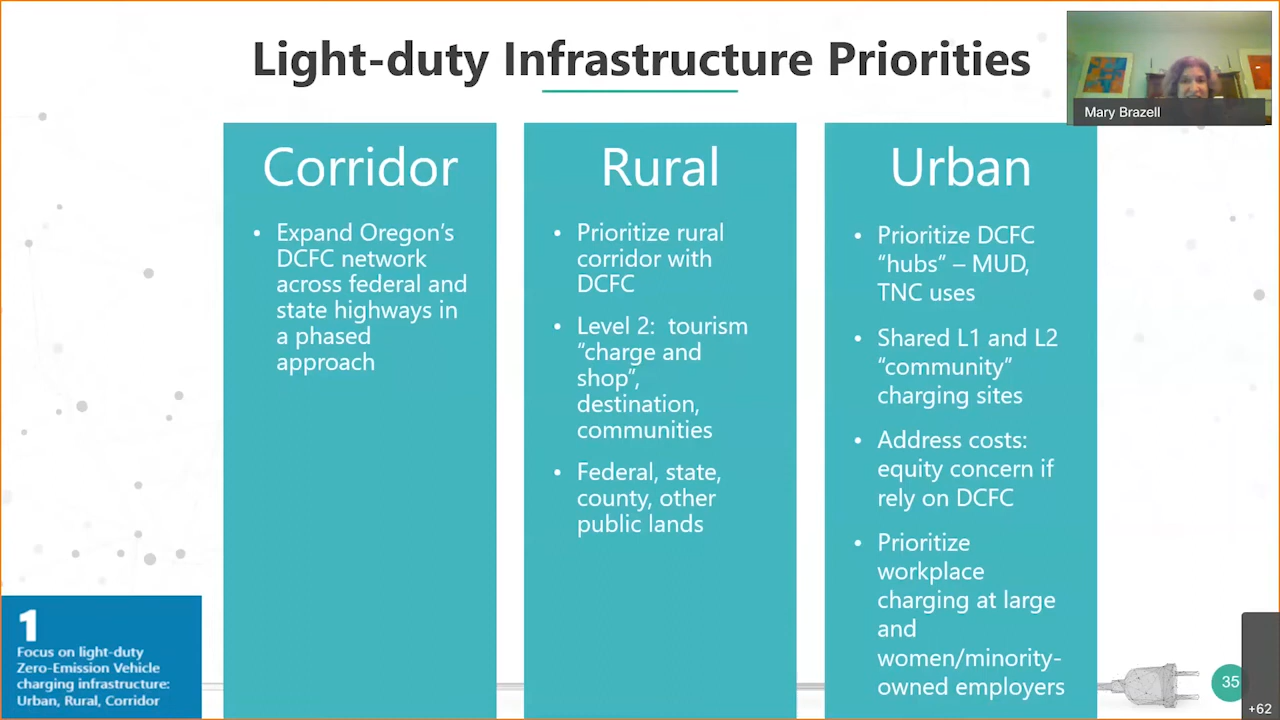 Light-duty Infrastructure Priorities
Mary Brazell
Corridor
• Expand Oregon's
DCFC network
across federal and
state highways in
a phased
approach
Rural
• Prioritize rural
corridor with
DCFC
• Level 2:  tourism
“charge and
shop”,
destination,
communities
• Federal, state,
county, other
public lands
Urban
• Prioritize DCFC
“hubs“ – MUD,
TNC uses
• Shared L1 and L2
“community”
charging sites
• Address costs:
equity concern if
rely on DCFC
• Prioritize
workplace
charging at large
and
women/minority-
owned employers
1
Focus on light-duty
Zero-Emission Vehicle
charging infrastructure:
Urban, Rural, Corridor
35
+62